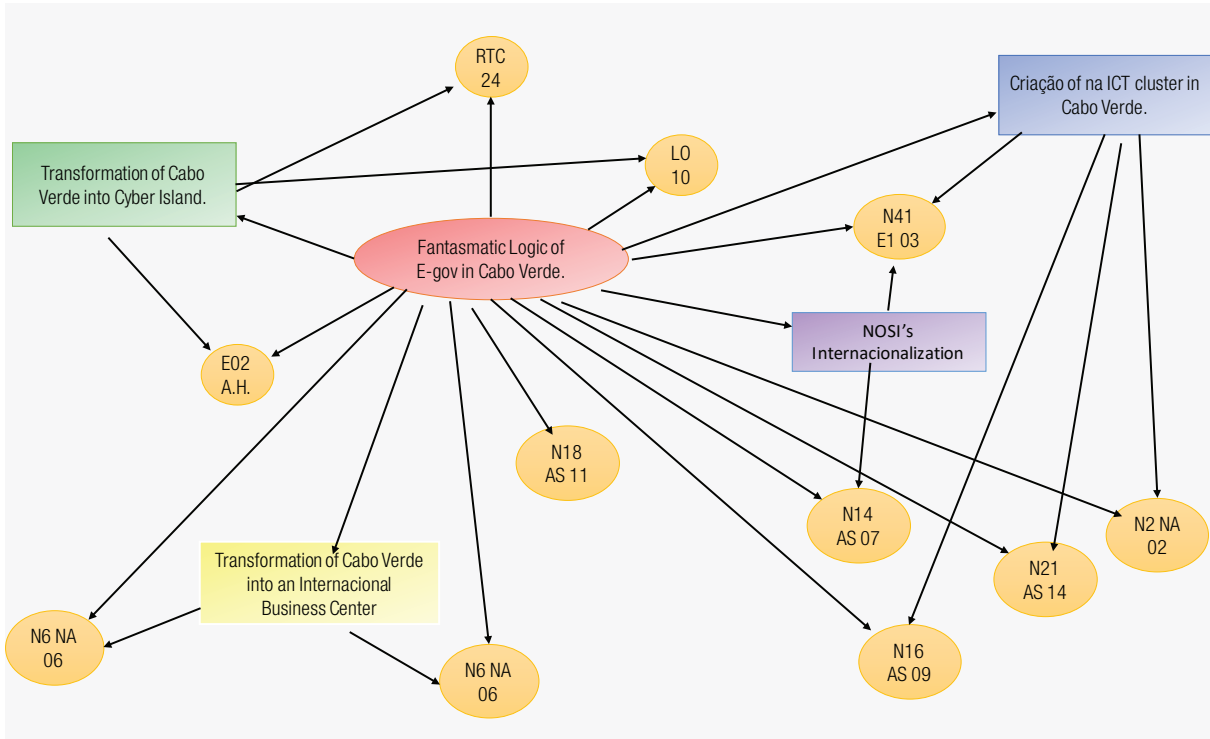 RTC
24
Criação of na ICT cluster in
Cabo Verde.
Transformation of Cabo
Verde into Cyber Island.
LO
10
N41
E1 03
Fantasmatic Logic of
E-gov in Cabo Verde.
NOSI’s
Internacionalization
E02
A.H.
N18
AS 11
N14
AS 07
N2 NA
02
N21
AS 14
Transformation of Cabo Verde
into an Internacional
Business Center
N6 NA
06
N6 NA
06
N16
AS 09